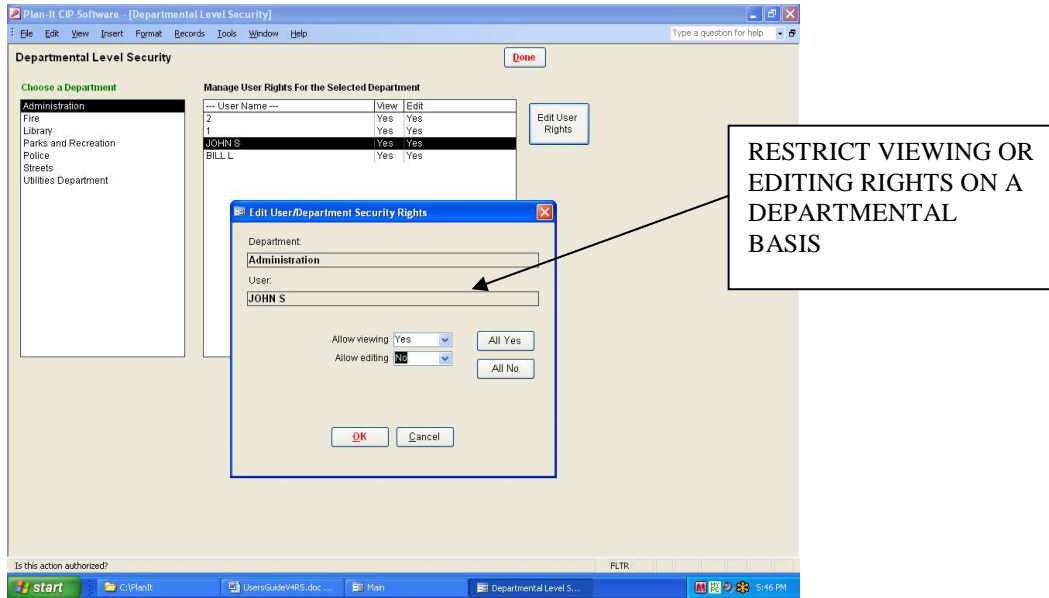 Plan-It CIP Software - [Departmental Level Security]
File Edit View Insert Format Records Tools Window Help
Type a question for help
Departmental Level Security
Done
Choose a Department
Manage User Rights For the Selected Department
Administration
Fire
Library
Parks and Recreation
Police
Streets
Utilities Department
--- User Name --- View Edit
2 Yes Yes
1 Yes Yes
JOHN S Yes Yes
BILL L Yes Yes
Edit User
Rights
RESTRICT VIEWING OR
EDITING RIGHTS ON A
DEPARTMENTAL
BASIS
Edit User/Department Security Rights
Department:
Administration
User:
JOHN S
Allow viewing Yes
All Yes
Allow editing No
All No
OK Cancel
Is this action authorized?
FLTR
start
C:\PlanIt
UsersGuideV4R5.doc ...
Main
Departmental Level S...
5:46 PM